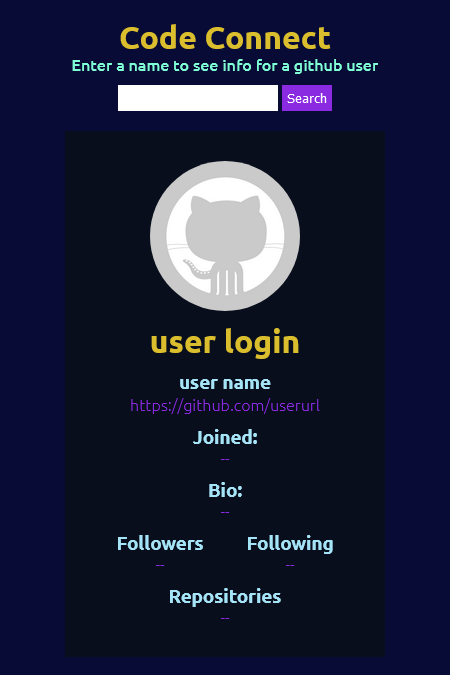 Code Connect
Enter a name to see info for a github user
Search
user login
user name
https://github.com/userurl
Joined:
--
Bio:
--
Followers Following
-- --
Repositories
--